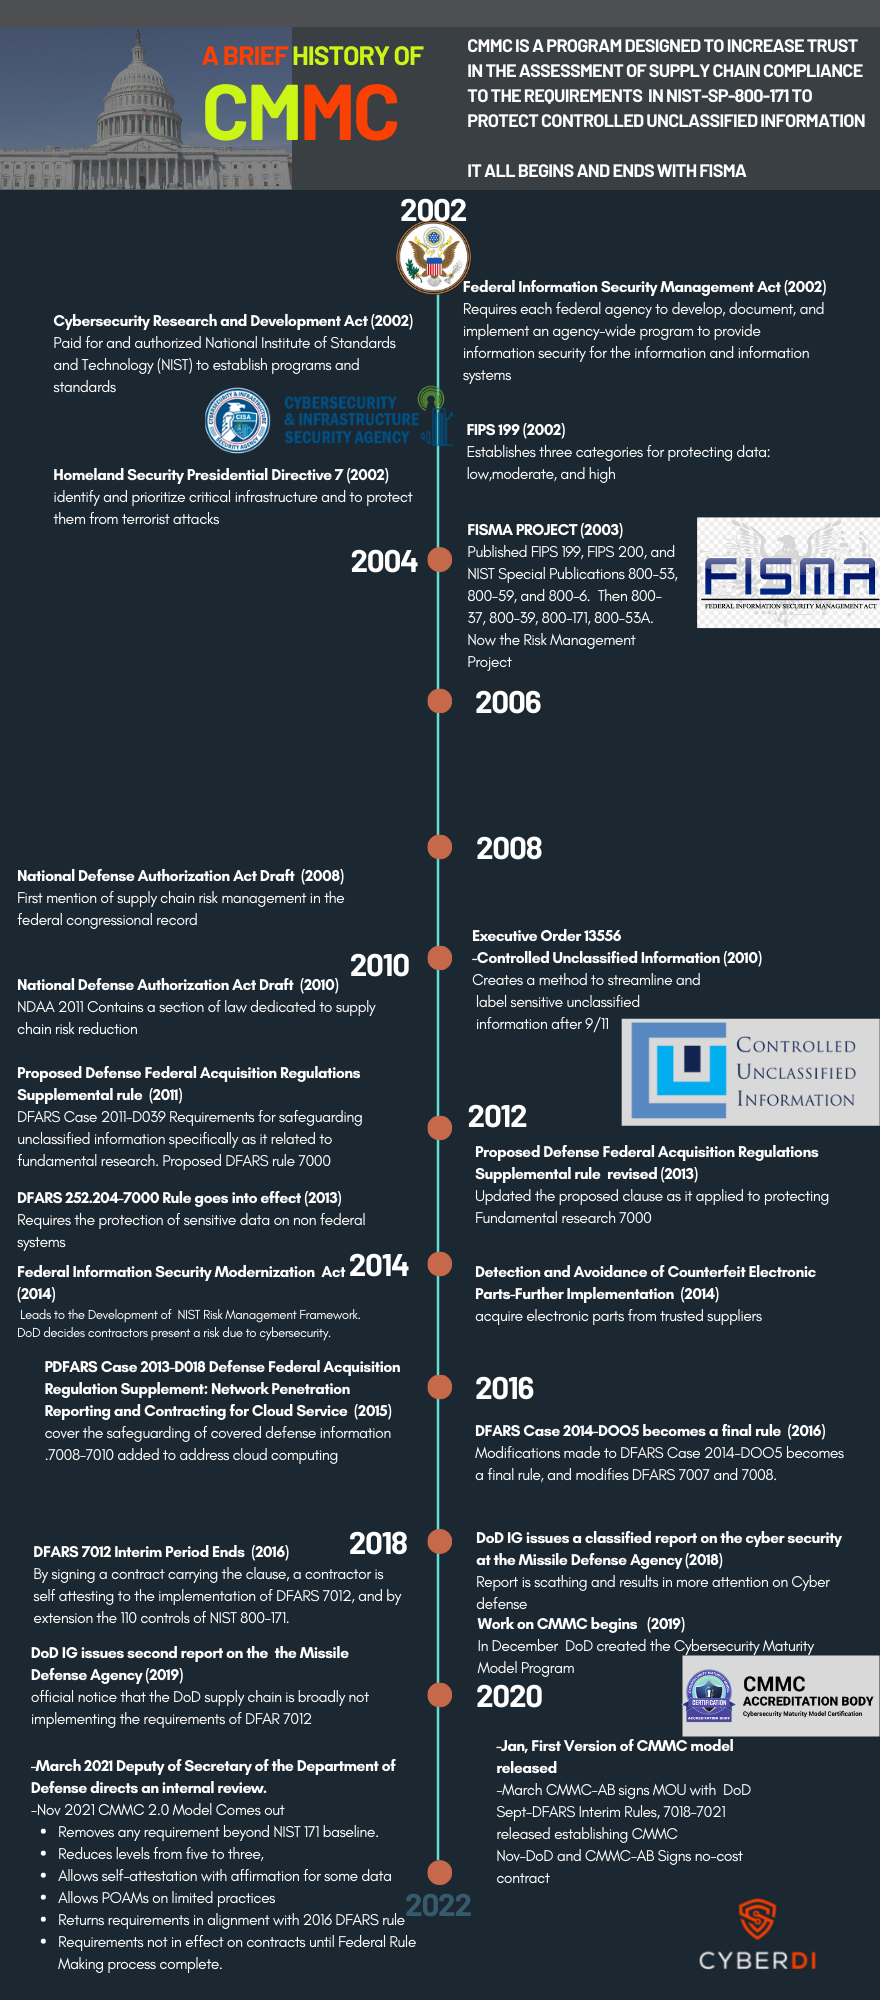 A BRIEF HISTORY OF
CMMC
CMMC IS A PROGRAM DESIGNED TO INCREASE TRUST
IN THE ASSESSMENT OF SUPPLY CHAIN COMPLIANCE
TO THE REQUIREMENTS IN NIST-SP-800-171 TO
PROTECT CONTROLLED UNCLASSIFIED INFORMATION
IT ALL BEGINS AND ENDS WITH FISMA
2002
Federal Information Security Management Act (2002)
Requires each federal agency to develop, document, and
implement an agency-wide program to provide
information security for the information and information
systems
Cybersecurity Research and Development Act (2002)
Paid for and authorized National Institute of Standards
and Technology (NIST) to establish programs and
standards
CISA
CYBERSECURITY
& INFRASTRUCTURE
SECURITY AGENCY
FIPS 199 (2002)
Establishes three categories for protecting data:
low,moderate, and high
Homeland Security Presidential Directive 7 (2002)
identify and prioritize critical infrastructure and to protect
them from terrorist attacks
2004
FISMA PROJECT (2003)
Published FIPS 199, FIPS 200, and
NIST Special Publications 800-53,
800-59, and 800-6. Then 800-
37, 800-39, 800-171, 800-53A.
Now the Risk Management
Project
FISMA
FEDERAL INFORMATION SECURITY MANAGEMENT ACT
2006
2008
National Defense Authorization Act Draft (2008)
First mention of supply chain risk management in the
federal congressional record
Executive Order 13556
-Controlled Unclassified Information (2010)
Creates a method to streamline and
label sensitive unclassified
information after 9/11
2010
National Defense Authorization Act Draft (2010)
NDAA 2011 Contains a section of law dedicated to supply
chain risk reduction
CONTROLLED
UNCLASSIFIED
INFORMATION
Proposed Defense Federal Acquisition Regulations
Supplemental rule (2011)
DFARS Case 2011-D039 Requirements for safeguarding
unclassified information specifically as it related to
fundamental research. Proposed DFARS rule 7000
2012
Proposed Defense Federal Acquisition Regulations
Supplemental rule revised (2013)
Updated the proposed clause as it applied to protecting
Fundamental research 7000
DFARS 252.204-7000 Rule goes into effect (2013)
Requires the protection of sensitive data on non federal
systems
2014
Federal Information Security Modernization Act
(2014)
Leads to the Development of NIST Risk Management Framework.
DoD decides contractors present a risk due to cybersecurity.
Detection and Avoidance of Counterfeit Electronic
Parts-Further Implementation (2014)
acquire electronic parts from trusted suppliers
PDFARS Case 2013-D018 Defense Federal Acquisition
Regulation Supplement: Network Penetration
Reporting and Contracting for Cloud Service (2015)
cover the safeguarding of covered defense information
.7008-7010 added to address cloud computing
2016
DFARS Case 2014-DOO5 becomes a final rule (2016)
Modifications made to DFARS Case 2014-DOO5 becomes
a final rule, and modifies DFARS 7007 and 7008.
2018
DFARS 7012 Interim Period Ends (2016)
By signing a contract carrying the clause, a contractor is
self attesting to the implementation of DFARS 7012, and by
extension the 110 controls of NIST 800-171.
DoD IG issues a classified report on the cyber security
at the Missile Defense Agency (2018)
Report is scathing and results in more attention on Cyber
defense
Work on CMMC begins (2019)
In December DoD created the Cybersecurity Maturity
Model Program
DoD IG issues second report on the the Missile
Defense Agency (2019)
official notice that the DoD supply chain is broadly not
implementing the requirements of DFAR 7012
2020
CERTIFICATION
CMMC
ACCREDITATION BODY
Cybersecurity Maturity Model Certification
-Jan, First Version of CMMC model
released
-March CMMC-AB signs MOU with DoD
Sept-DFARS Interim Rules, 7018-7021
released establishing CMMC
Nov-DoD and CMMC-AB Signs no-cost
contract
-March 2021 Deputy of Secretary of the Department of
Defense directs an internal review.
-Nov 2021 CMMC 2.0 Model Comes out
• Removes any requirement beyond NIST 171 baseline.
• Reduces levels from five to three,
• Allows self-attestation with affirmation for some data
• Allows POAMs on limited practices
• Returns requirements in alignment with 2016 DFARS rule
• Requirements not in effect on contracts until Federal Rule
Making process complete.
2022
CYBERDI